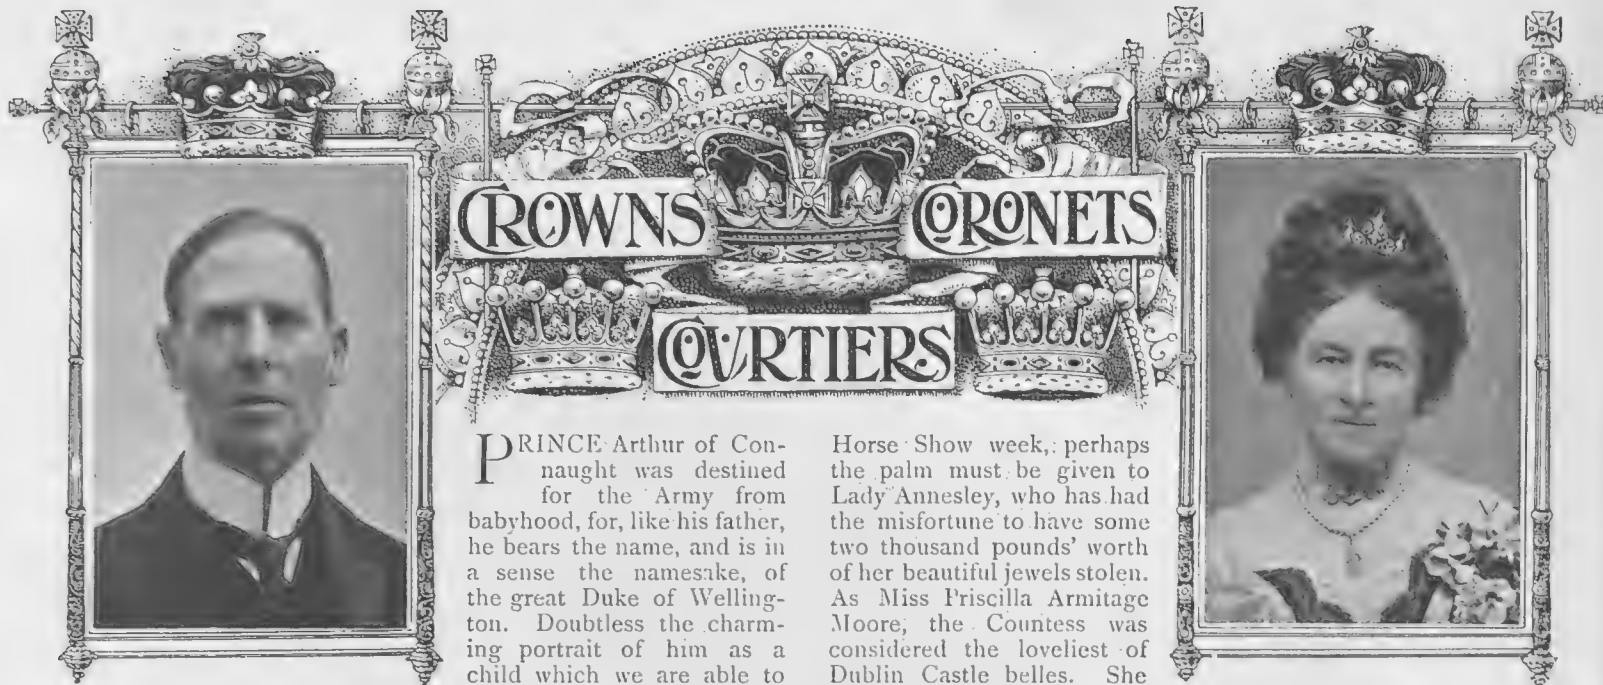 CROWNS
CORONETS
COURTIERS
PRINCE Arthur of Con-
naught was destined
for the Army from
babyhood, for, like his father,
he bears the name, and is in
a sense the namesake, of
the great Duke of Welling-
ton. Doubtless the charm-
ing portrait of him as a
child which we are able to
Horse Show week, perhaps
the palm must be given to
Lady Annesley, who has had
the misfortune to have some
two thousand pounds' worth
of her beautiful jewels stolen.
As Miss Priscilla Armitage
Moore, the Countess was
considered the loveliest of
Dublin Castle belles. She